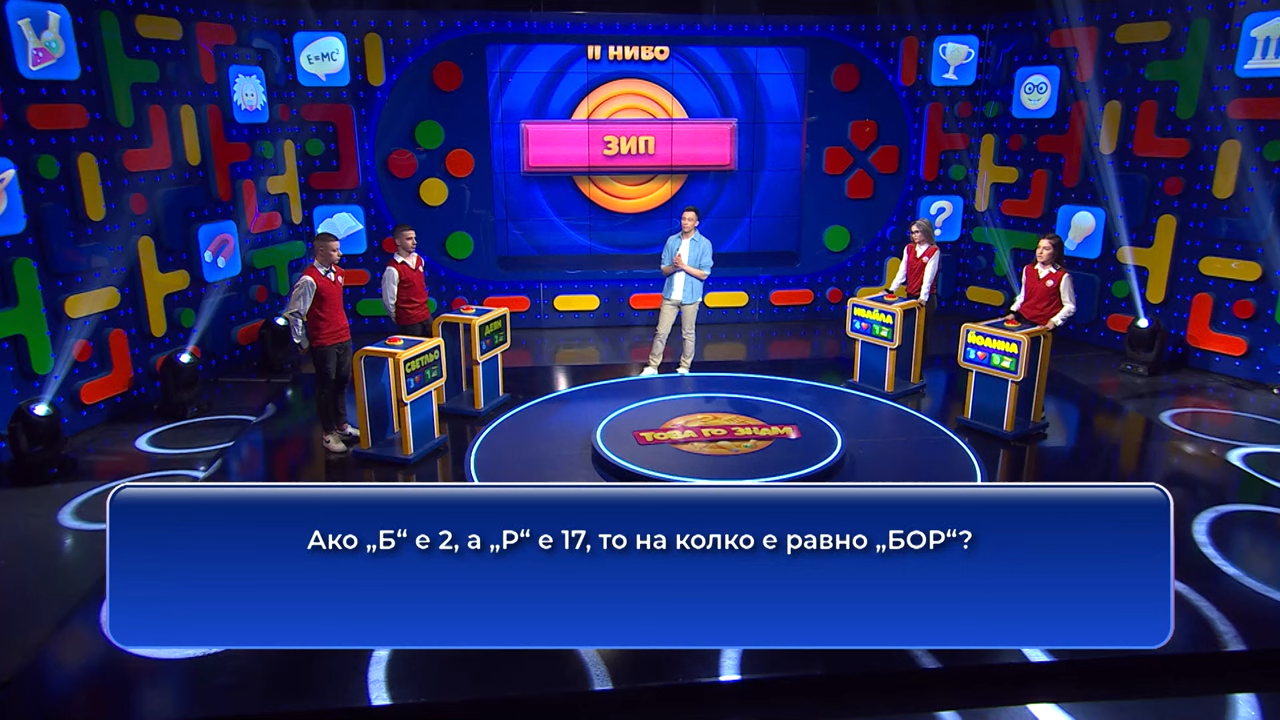 II НИВО
E=MC²
ЗИП
ДЕЯН
СВЕТЛЬО
ИВАЙЛА
ЙОАННА
ТОВА ГО ЗНАМ
Ако „Б“ е 2, а „Р“ е 17, то на колко е равно „БОР“?